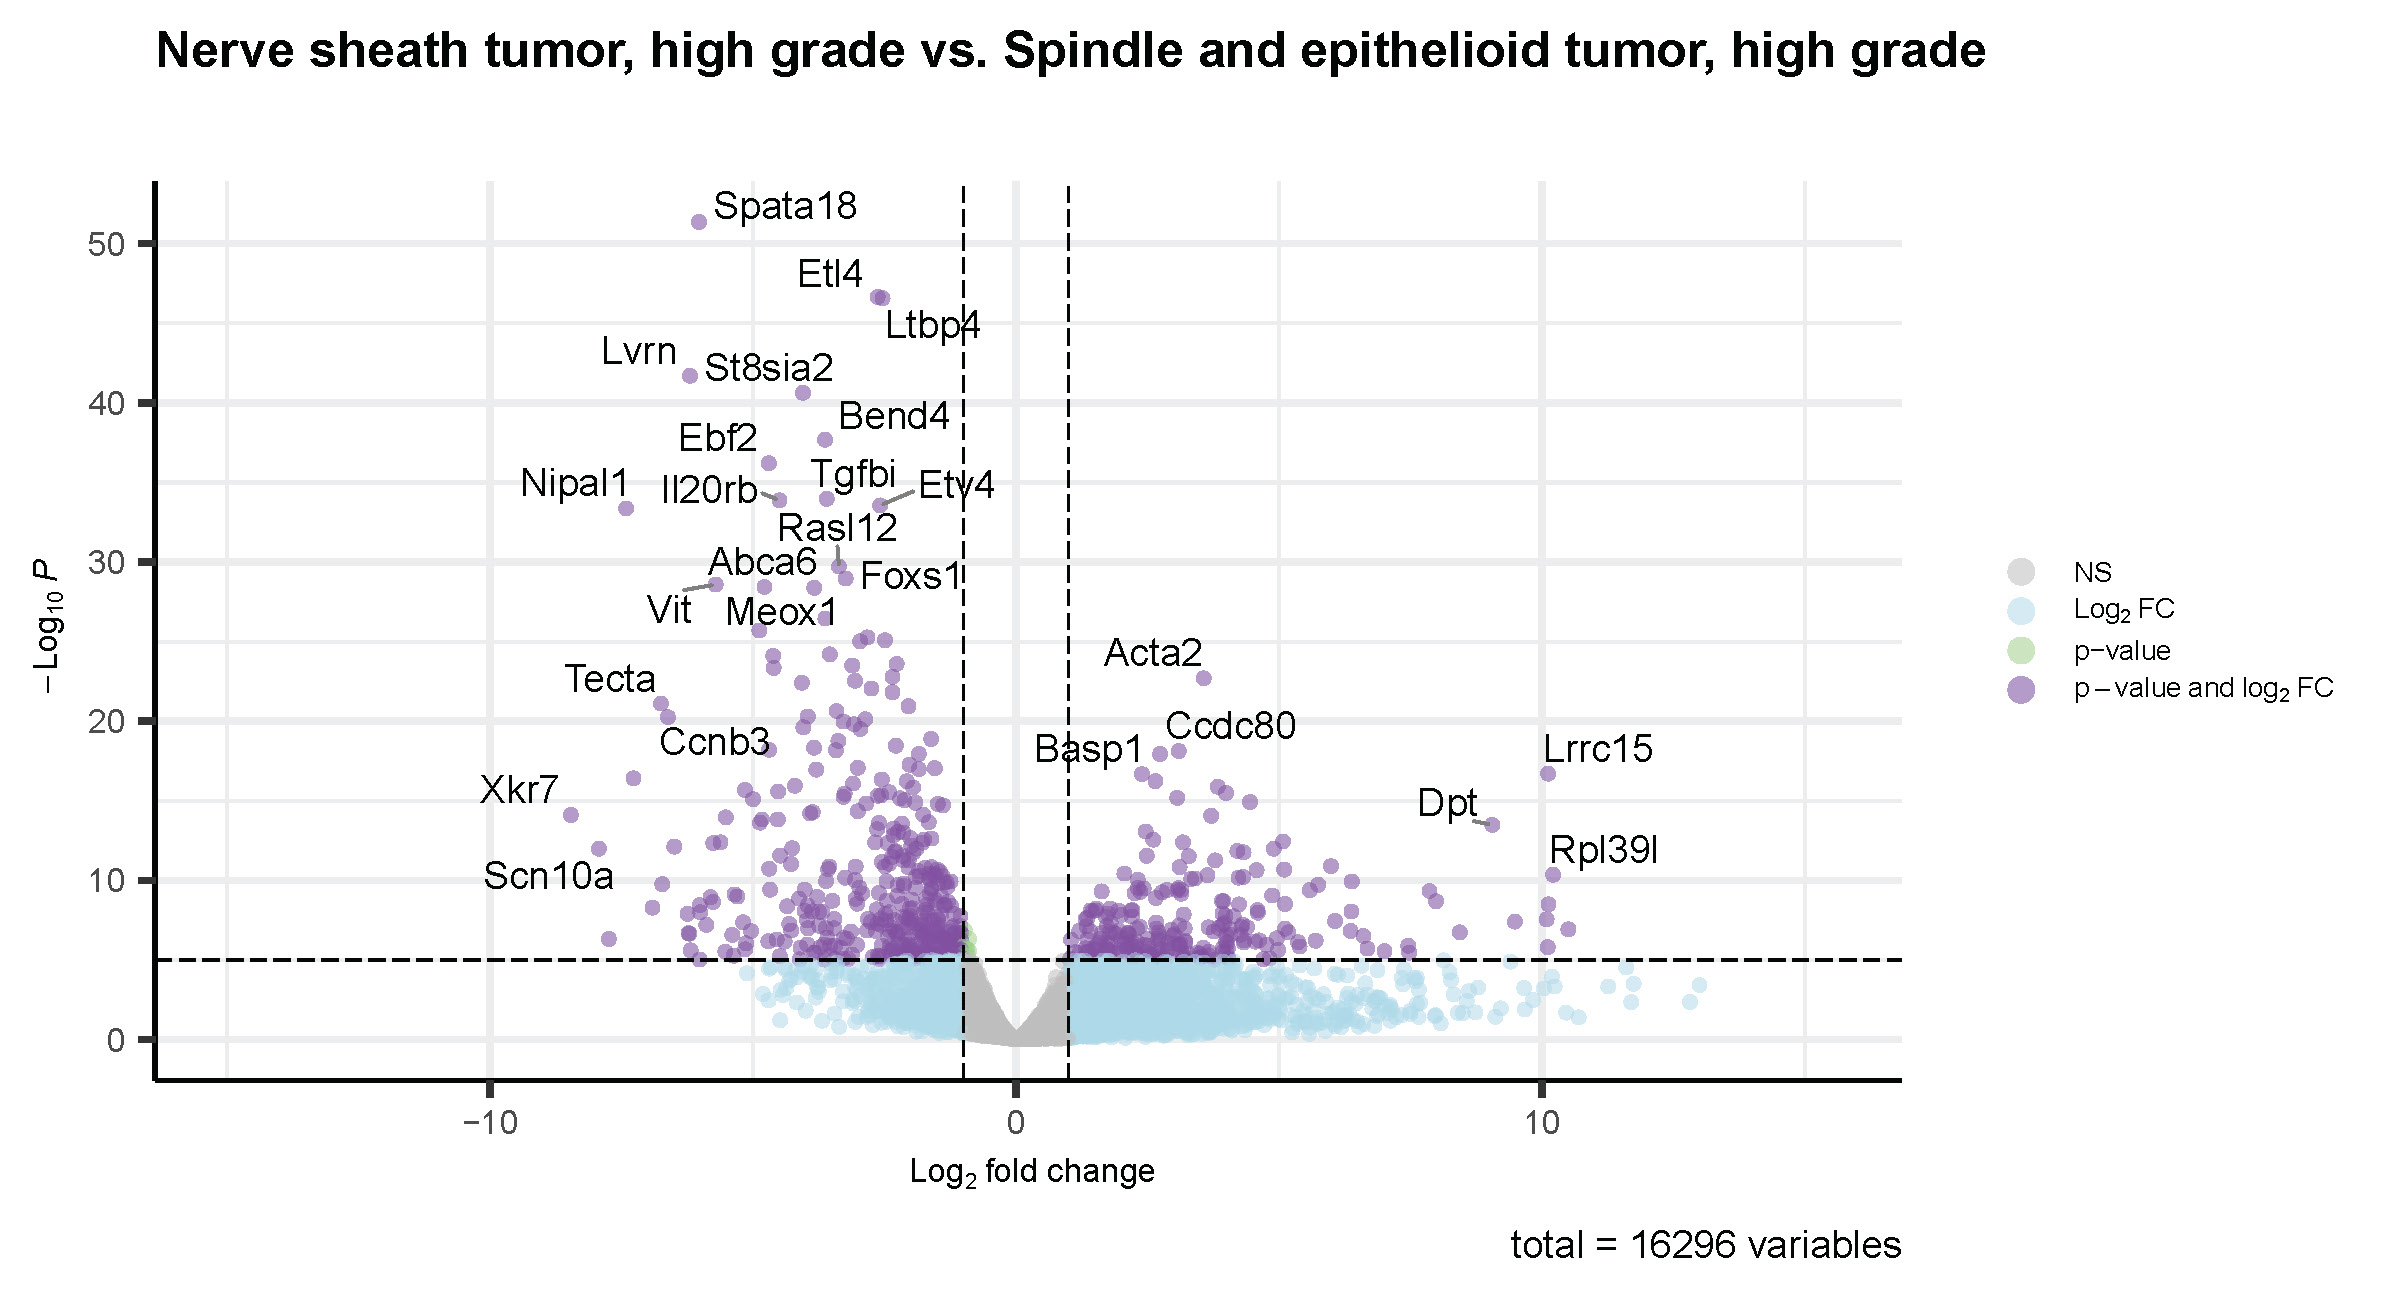 Nerve sheath tumor, high grade vs. Spindle and epithelioid tumor, high grade
Spata18
50
Etl4
Ltbp4
Lvrn
St8sia2
40
Bend4
Ebf2
Tgfbi
Nipal1
Il20rb
Etv4
Rasl12
30
Abca6
Foxs1
Vit
Meox1
−Log10 P
NS
Log2 FC
p−value
p − value and log2 FC
Acta2
Tecta
20
Ccnb3
Ccdc80
Basp1
Lrrc15
Xkr7
Dpt
Rpl39l
10
Scn10a
0
−10
0
10
Log2 fold change
total = 16296 variables